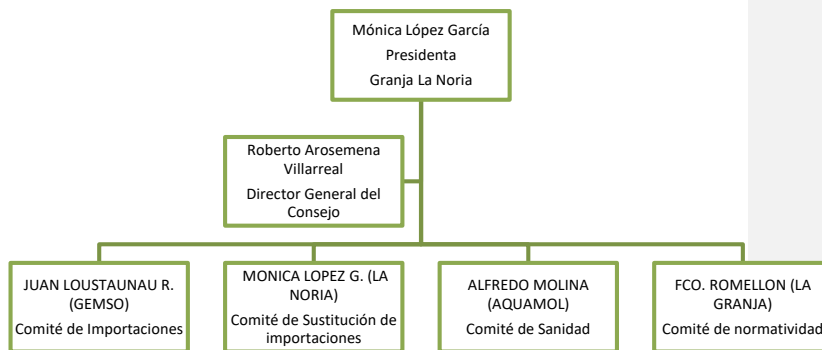 Mónica López García
Presidenta
Granja La Noria
Roberto Arosemena
Villarreal
Director General del
Consejo
JUAN LOUSTAUNAU R.
(GEMSO)
Comité de Importaciones
MONICA LOPEZ G. (LA
NORIA)
Comité de Sustitución de
importaciones
ALFREDO MOLINA
(AQUAMOL)
Comité de Sanidad
FCO. ROMELLON (LA
GRANJA)
Comité de normatividad